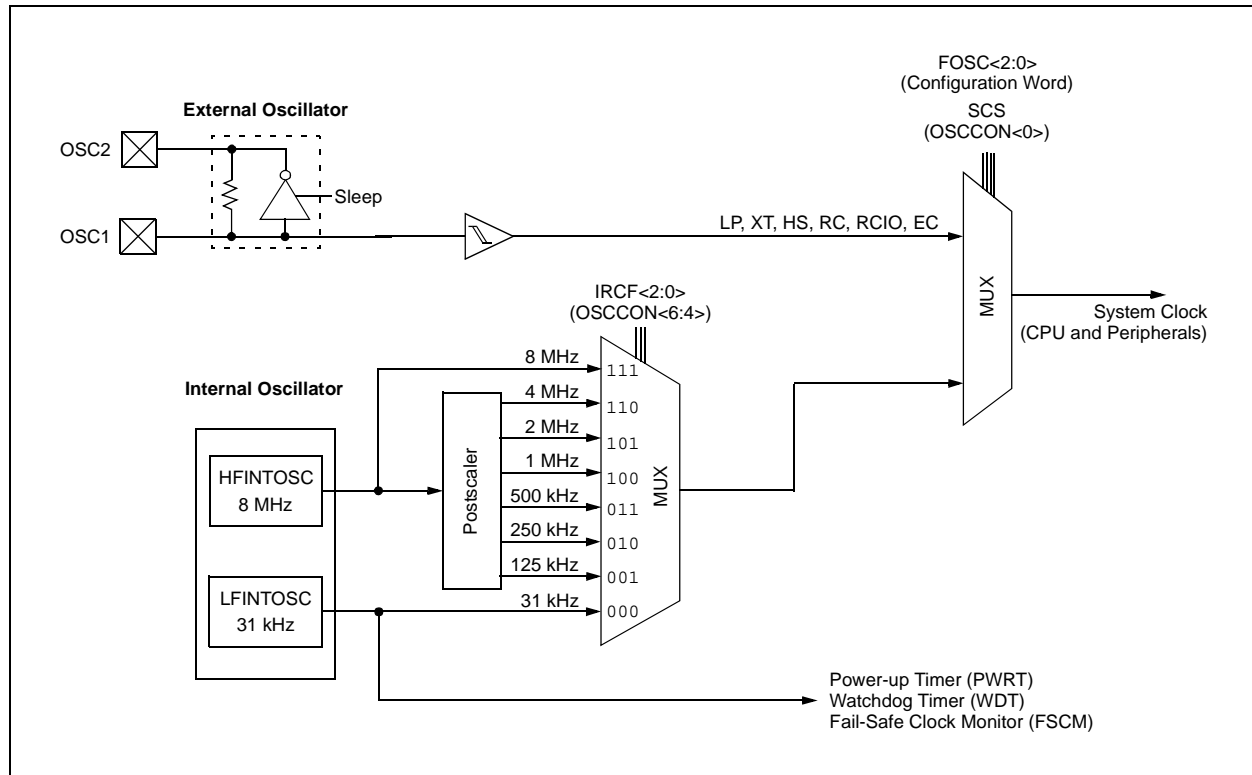 FOSC<2:0>
(Configuration Word)
SCS
(OSCCON<0>)
External Oscillator
OSC2
Sleep
OSC1
LP, XT, HS, RC, RCIO, EC
MUX
System Clock
(CPU and Peripherals)
IRCF<2:0>
(OSCCON<6:4>)
Internal Oscillator
HFINTOSC
8 MHz
LFINTOSC
31 kHz
Postscaler
8 MHz
111
4 MHz
110
2 MHz
101
1 MHz
100
500 kHz
011
250 kHz
010
125 kHz
001
31 kHz
000
MUX
Power-up Timer (PWRT)
Watchdog Timer (WDT)
Fail-Safe Clock Monitor (FSCM)